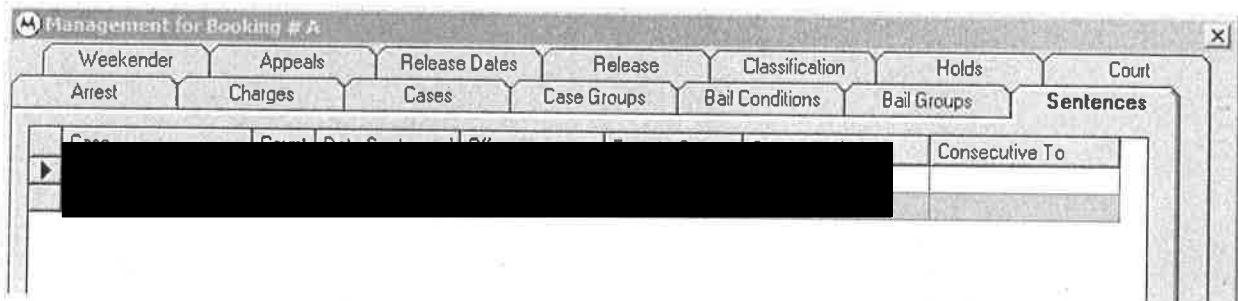 Management for Booking # A
Weekender Appeals Release Dates Release Classification Holds Court
Arrest Charges Cases Case Groups Bail Conditions Bail Groups Sentences
Case Consecutive To